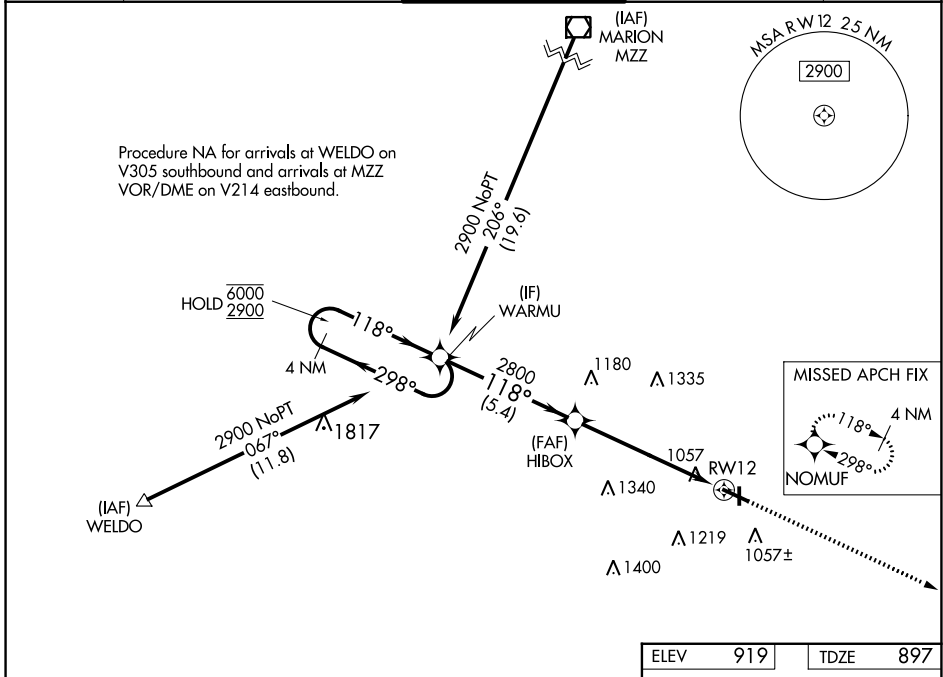 (IAF)
MARION
MZZ
MSA RW 12 25 NM
2900
Procedure NA for arrivals at WELDO on
V305 southbound and arrivals at MZZ
VOR/DME on V214 eastbound.
2900 NoPT
206°
(19.6)
HOLD 6000
2900
(IF)
WARMU
118°
4 NM
298°
2800
118°
(5.4)
1180
1335
MISSED APCH FIX
118°
4 NM
298°
NOMUF
2900 NoPT
067°
(11.8)
1817
(FAF)
HIBOX
1057
RW12
(IAF)
WELDO
1340
1219
1057±
1400
ELEV 919
TDZE 897